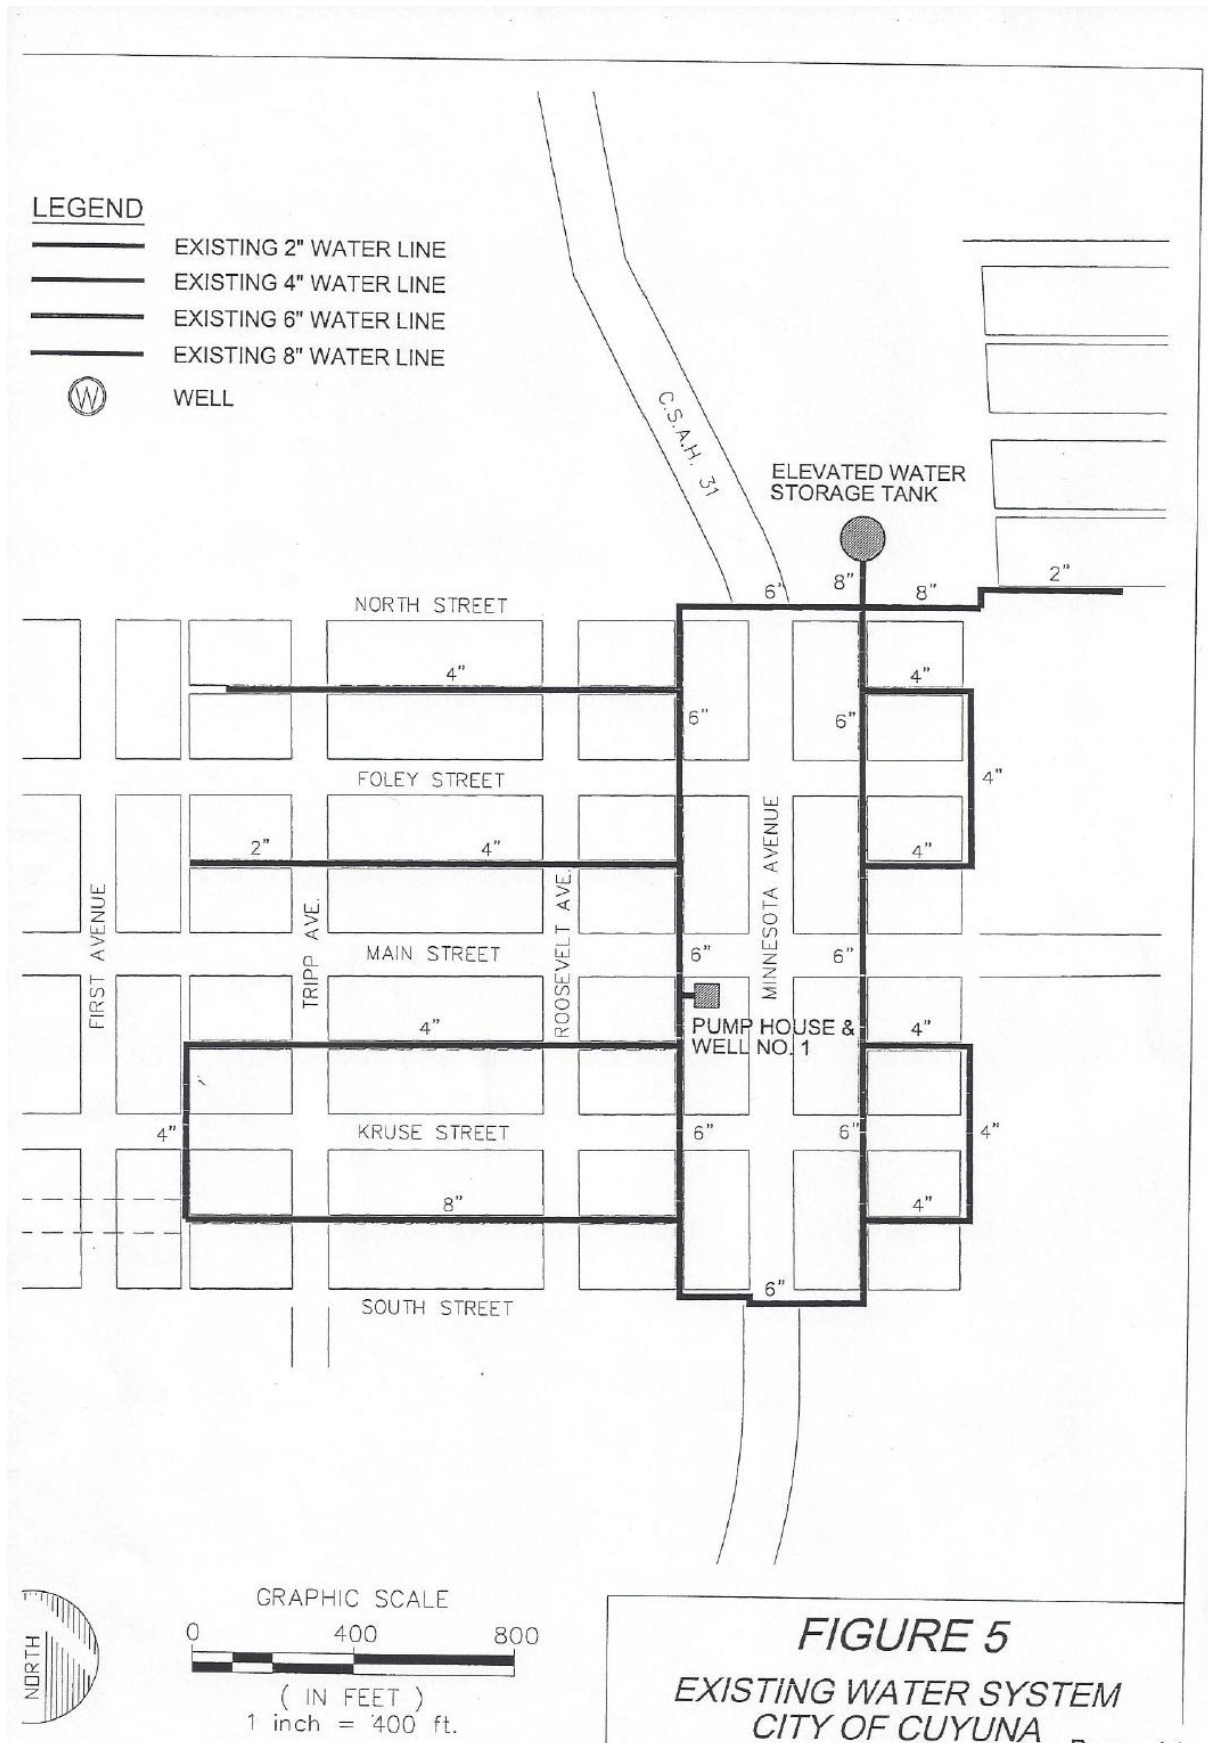 LEGEND
EXISTING 2" WATER LINE
EXISTING 4" WATER LINE
EXISTING 6" WATER LINE
EXISTING 8" WATER LINE
W
WELL
C.S.A.H. 31
ELEVATED WATER
STORAGE TANK
6"
8"
8"
2"
NORTH STREET
4"
4"
6"
6"
FOLEY STREET
4"
2"
4"
4"
MINNESOTA AVENUE
FIRST AVENUE
TRIPP AVE.
ROOSEVELT AVE.
MAIN STREET
6"
6"
4"
PUMP HOUSE &
WELL NO. 1
4"
4"
KRUSE STREET
6"
6"
4"
8"
4"
6"
SOUTH STREET
NORTH
GRAPHIC SCALE
0 400 800
( IN FEET )
1 inch = 400 ft.
FIGURE 5
EXISTING WATER SYSTEM
CITY OF CUYUNA